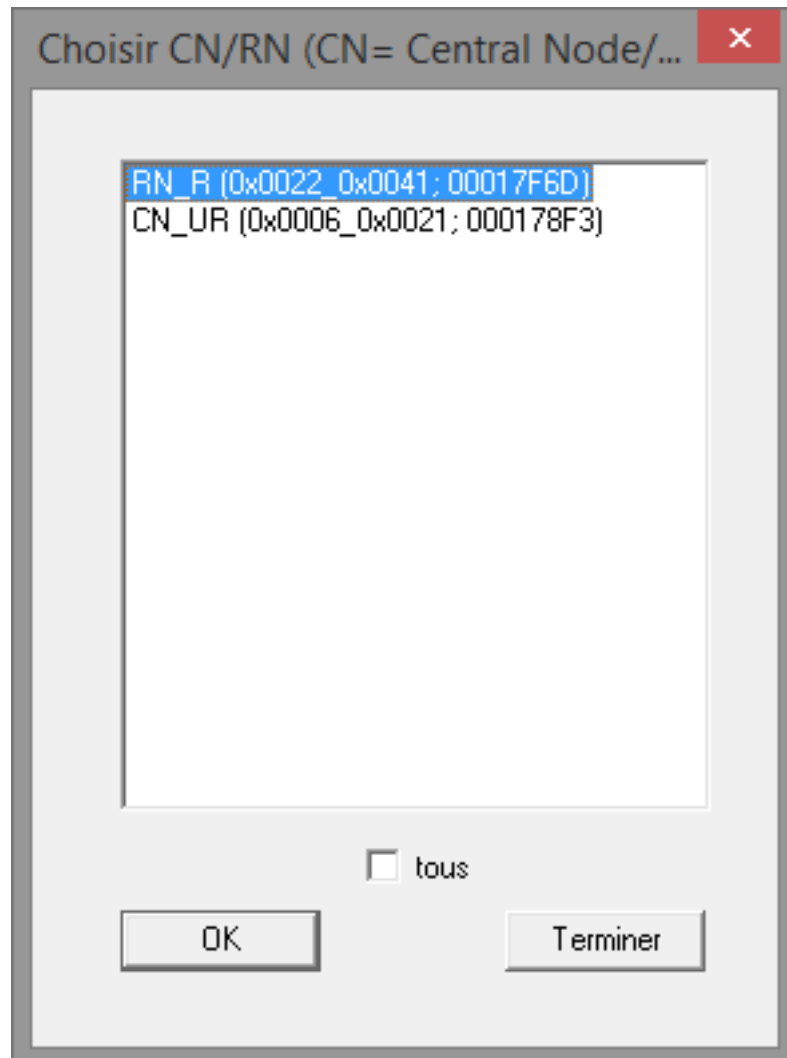 Choisir CN/RN (CN= Central Node/...
RN_R (0x0022_0x0041; 00017F6D)
CN_UR (0x0006_0x0021; 000178F3)
tous
OK
Terminer